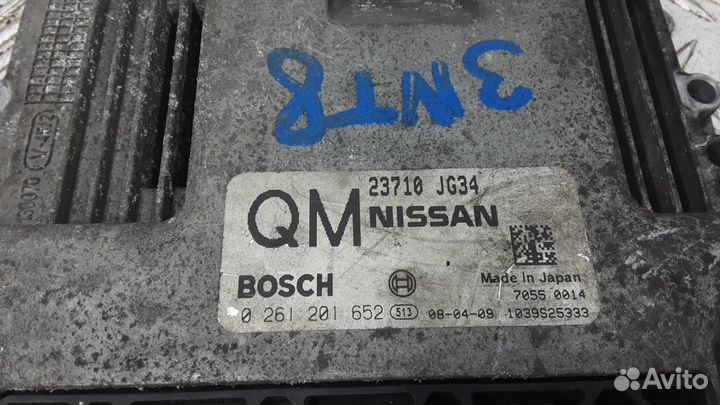 3MT8
23710 JG34
QM NISSAN
BOSCH
Made in Japan
7055 0014
0 261 201 652 513 08-04-09 1039S25333
Avito